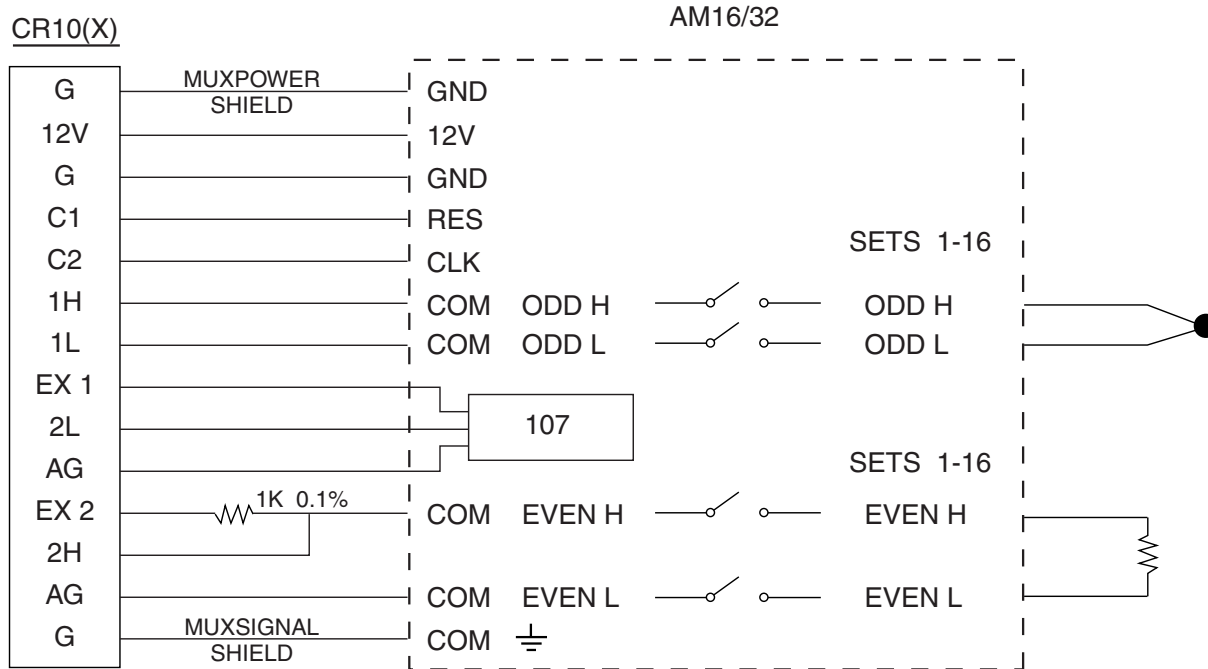 AM16/32
CR10(X)
G MUXPOWER SHIELD GND
12V 12V
G GND
C1 RES
SETS 1-16
C2 CLK
1H COM ODD H ODD H
1L COM ODD L ODD L
EX 1
2L 107
AG
SETS 1-16
EX 2 1K 0.1% COM EVEN H EVEN H
2H
AG COM EVEN L EVEN L
G MUXSIGNAL SHIELD COM